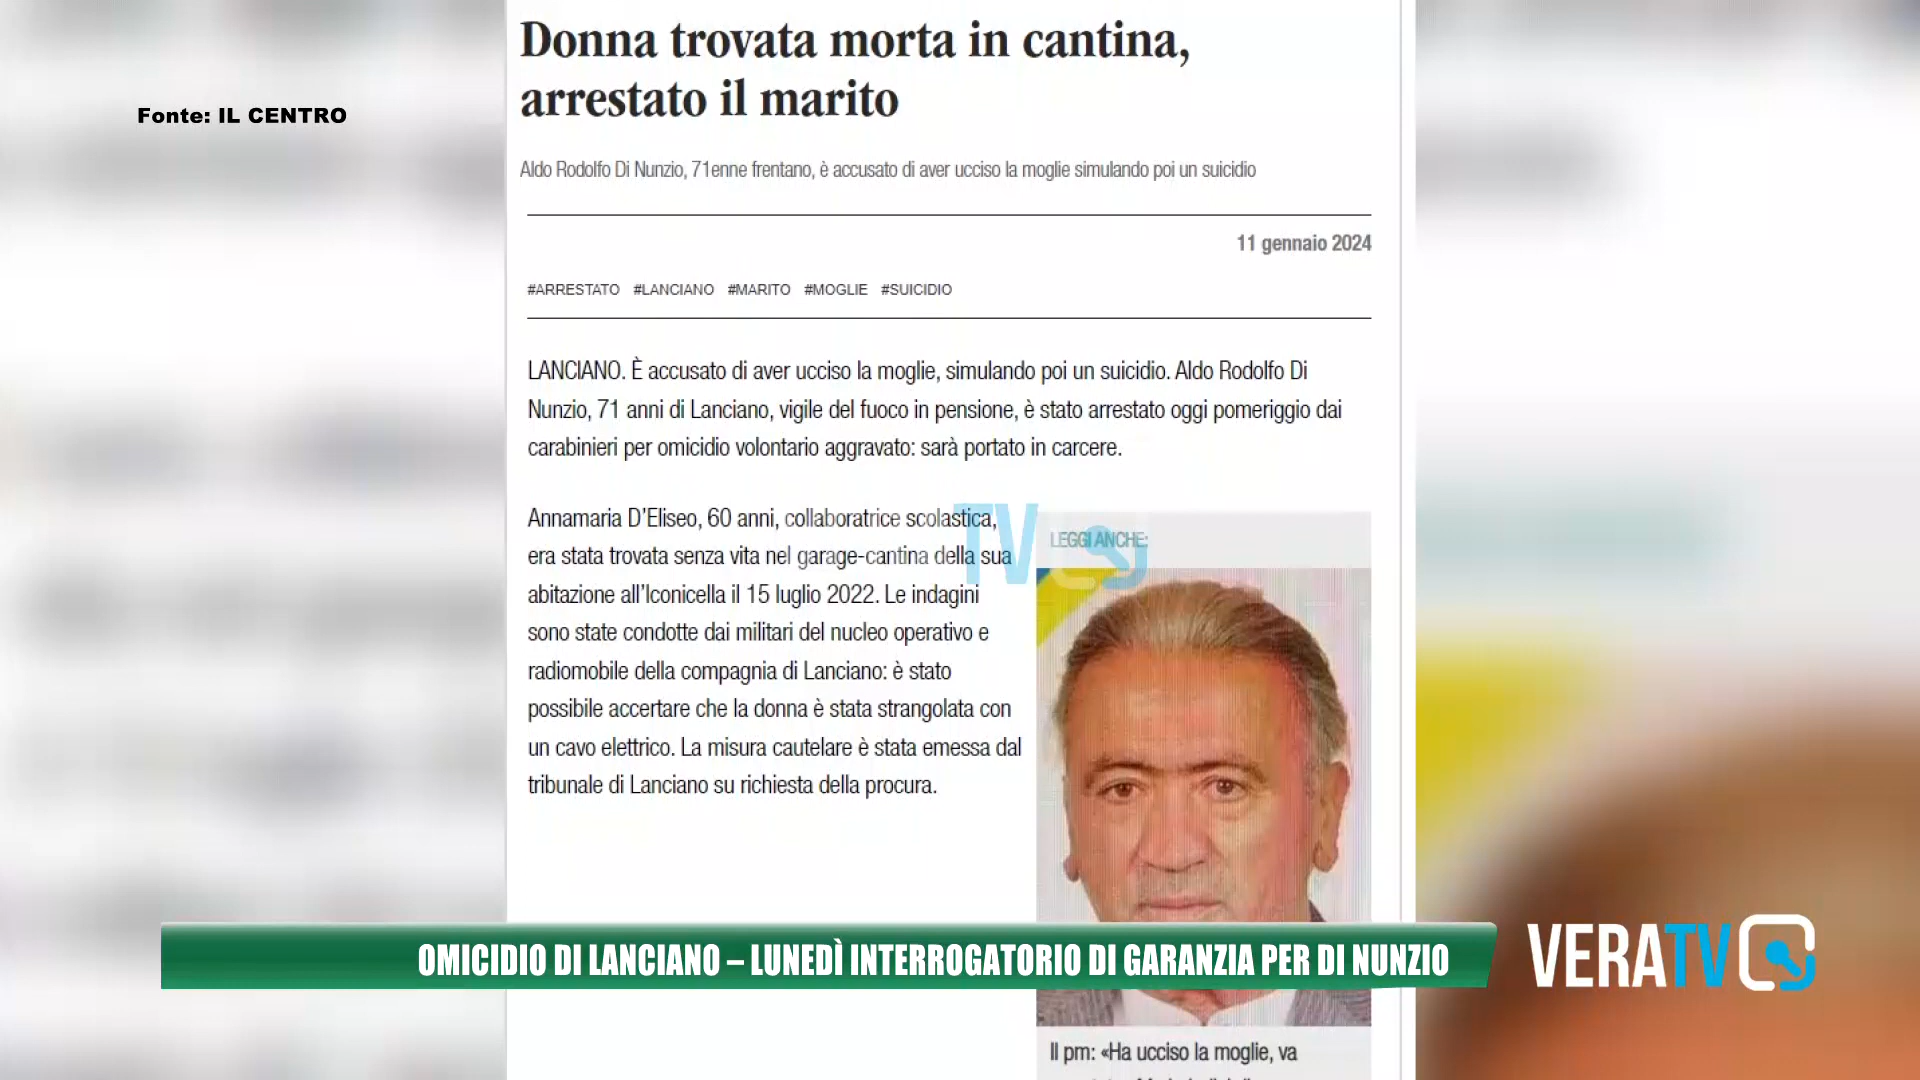 Donna trovata morta in cantina,
arrestato il marito
Fonte: IL CENTRO
Aldo Rodolfo Di Nunzio, 71enne frentano, è accusato di aver ucciso la moglie simulando poi un suicidio
11 gennaio 2024
#ARRESTATO #LANCIANO #MARITO #MOGLIE #SUICIDIO
LANCIANO. È accusato di aver ucciso la moglie, simulando poi un suicidio. Aldo Rodolfo Di
Nunzio, 71 anni di Lanciano, vigile del fuoco in pensione, è stato arrestato oggi pomeriggio dai
carabinieri per omicidio volontario aggravato: sarà portato in carcere.
Annamaria D'Eliseo, 60 anni, collaboratrice scolastica,
era stata trovata senza vita nel garage-cantina della sua
abitazione all'Iconicella il 15 luglio 2022. Le indagini
sono state condotte dai militari del nucleo operativo e
radiomobile della compagnia di Lanciano: è stato
possibile accertare che la donna è stata strangolata con
un cavo elettrico. La misura cautelare è stata emessa dal
tribunale di Lanciano su richiesta della procura.
TV
LEGGI ANCHE:
OMICIDIO DI LANCIANO – LUNEDÌ INTERROGATORIO DI GARANZIA PER DI NUNZIO
VERATV
Il pm: «Ha ucciso la moglie, va